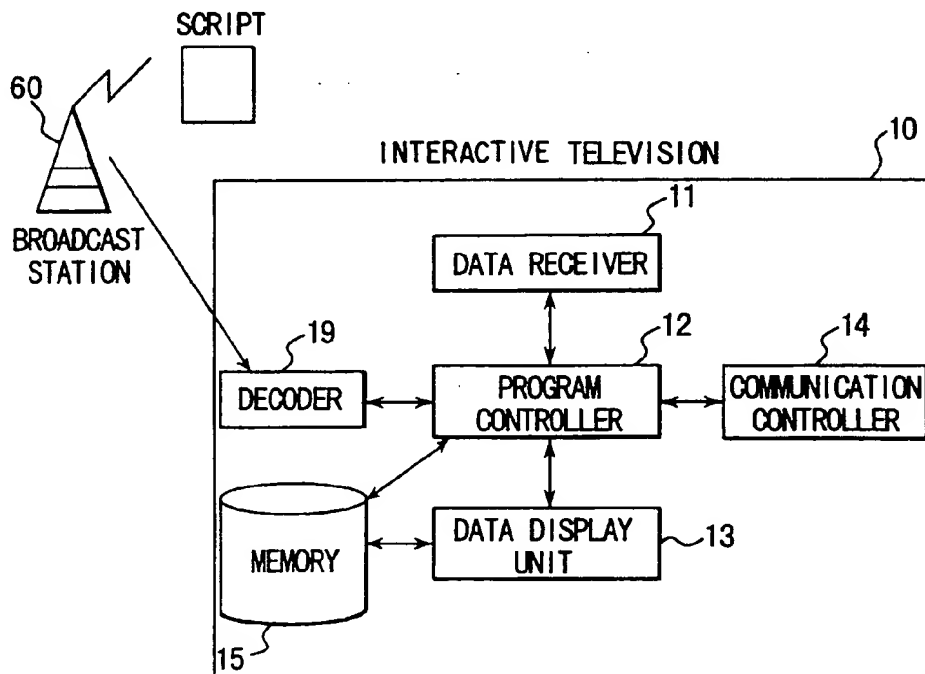 SCRIPT
60
INTERACTIVE TELEVISION
10
BROADCAST
STATION
11
DATA RECEIVER
19
DECODER
12
PROGRAM
CONTROLLER
14
COMMUNICATION
CONTROLLER
MEMORY
15
DATA DISPLAY
UNIT
13